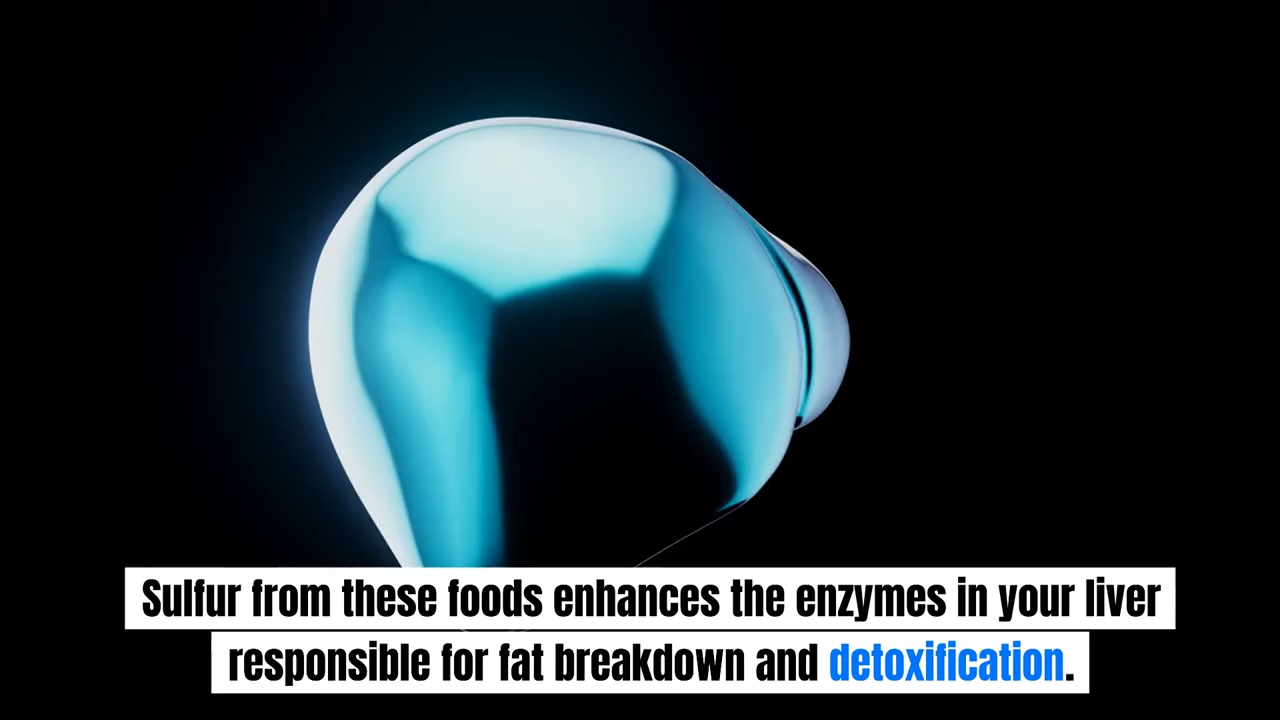 Sulfur from these foods enhances the enzymes in your liver
responsible for fat breakdown and detoxification.